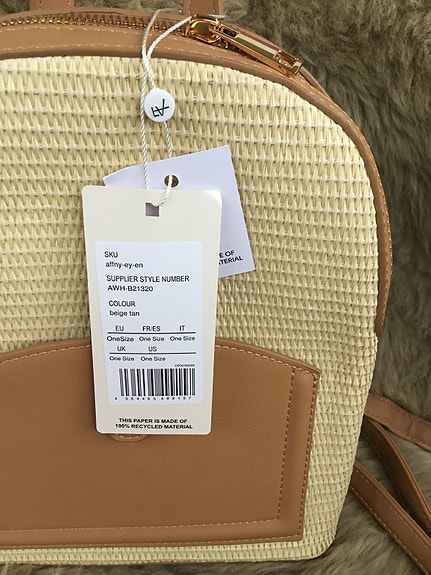 SKU
affny-ey-en
SUPPLIER STYLE NUMBER
AWH-B21320
COLOUR
beige tan
EU FR/ES IT
OneSize One Size One Size
UK US
One Size One Size
THIS PAPER IS MADE OF
100% RECYCLED MATERIAL
E OF
MATERIAL